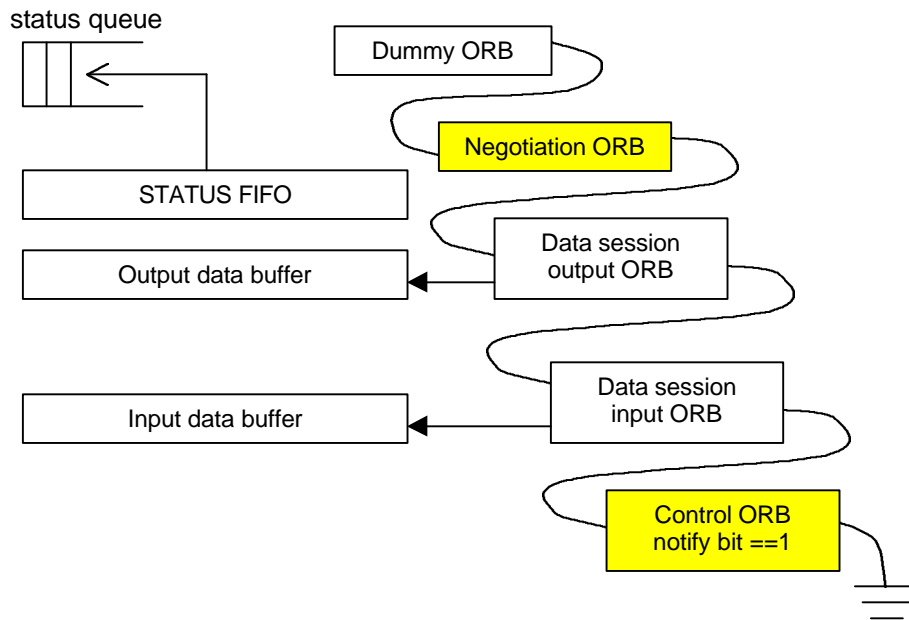 status queue
Dummy ORB
Negotiation ORB
STATUS FIFO
Data session
output ORB
Output data buffer
Data session
input ORB
Input data buffer
Control ORB
notify bit ==1